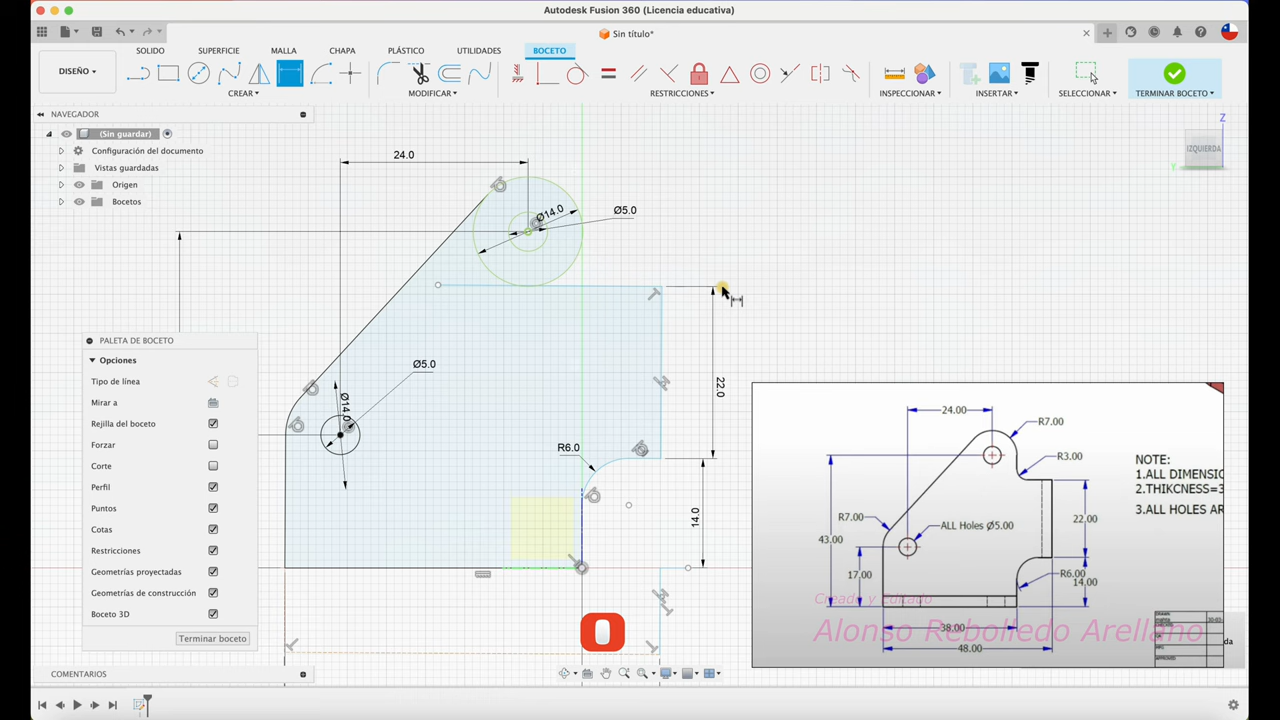 Autodesk Fusion 360 (Licencia educativa)
Sin título*
DISEÑO
SOLIDO
SUPERFICIE
MALLA
CHAPA
PLÁSTICO
UTILIDADES
BOCETO
CREAR
MODIFICAR
RESTRICCIONES
INSPECCIONAR
INSERTAR
SELECCIONAR
TERMINAR BOCETO
NAVEGADOR
(Sin guardar)
Configuración del documento
Vistas guardadas
Origen
Bocetos
Z
IZQUIERDA
Y
24.0
Ø14.0
Ø5.0
Ø5.0
Ø14.0
22.0
R6.0
14.0
PALETA DE BOCETO
Opciones
Tipo de línea
Mirar a
Rejilla del boceto
Forzar
Corte
Perfil
Puntos
Cotas
Restricciones
Geometrías proyectadas
Geometrías de construcción
Boceto 3D
Terminar boceto
24.00
R7.00
R3.00
NOTE:
1.ALL DIMENSIO
2.THIKCNESS=3
3.ALL HOLES AR
R7.00
ALL Holes Ø5.00
22.00
43.00
17.00
R6.00
14.00
Creado y Editado
Alonso Rebolledo Arellano
38.00
48.00
COMENTARIOS